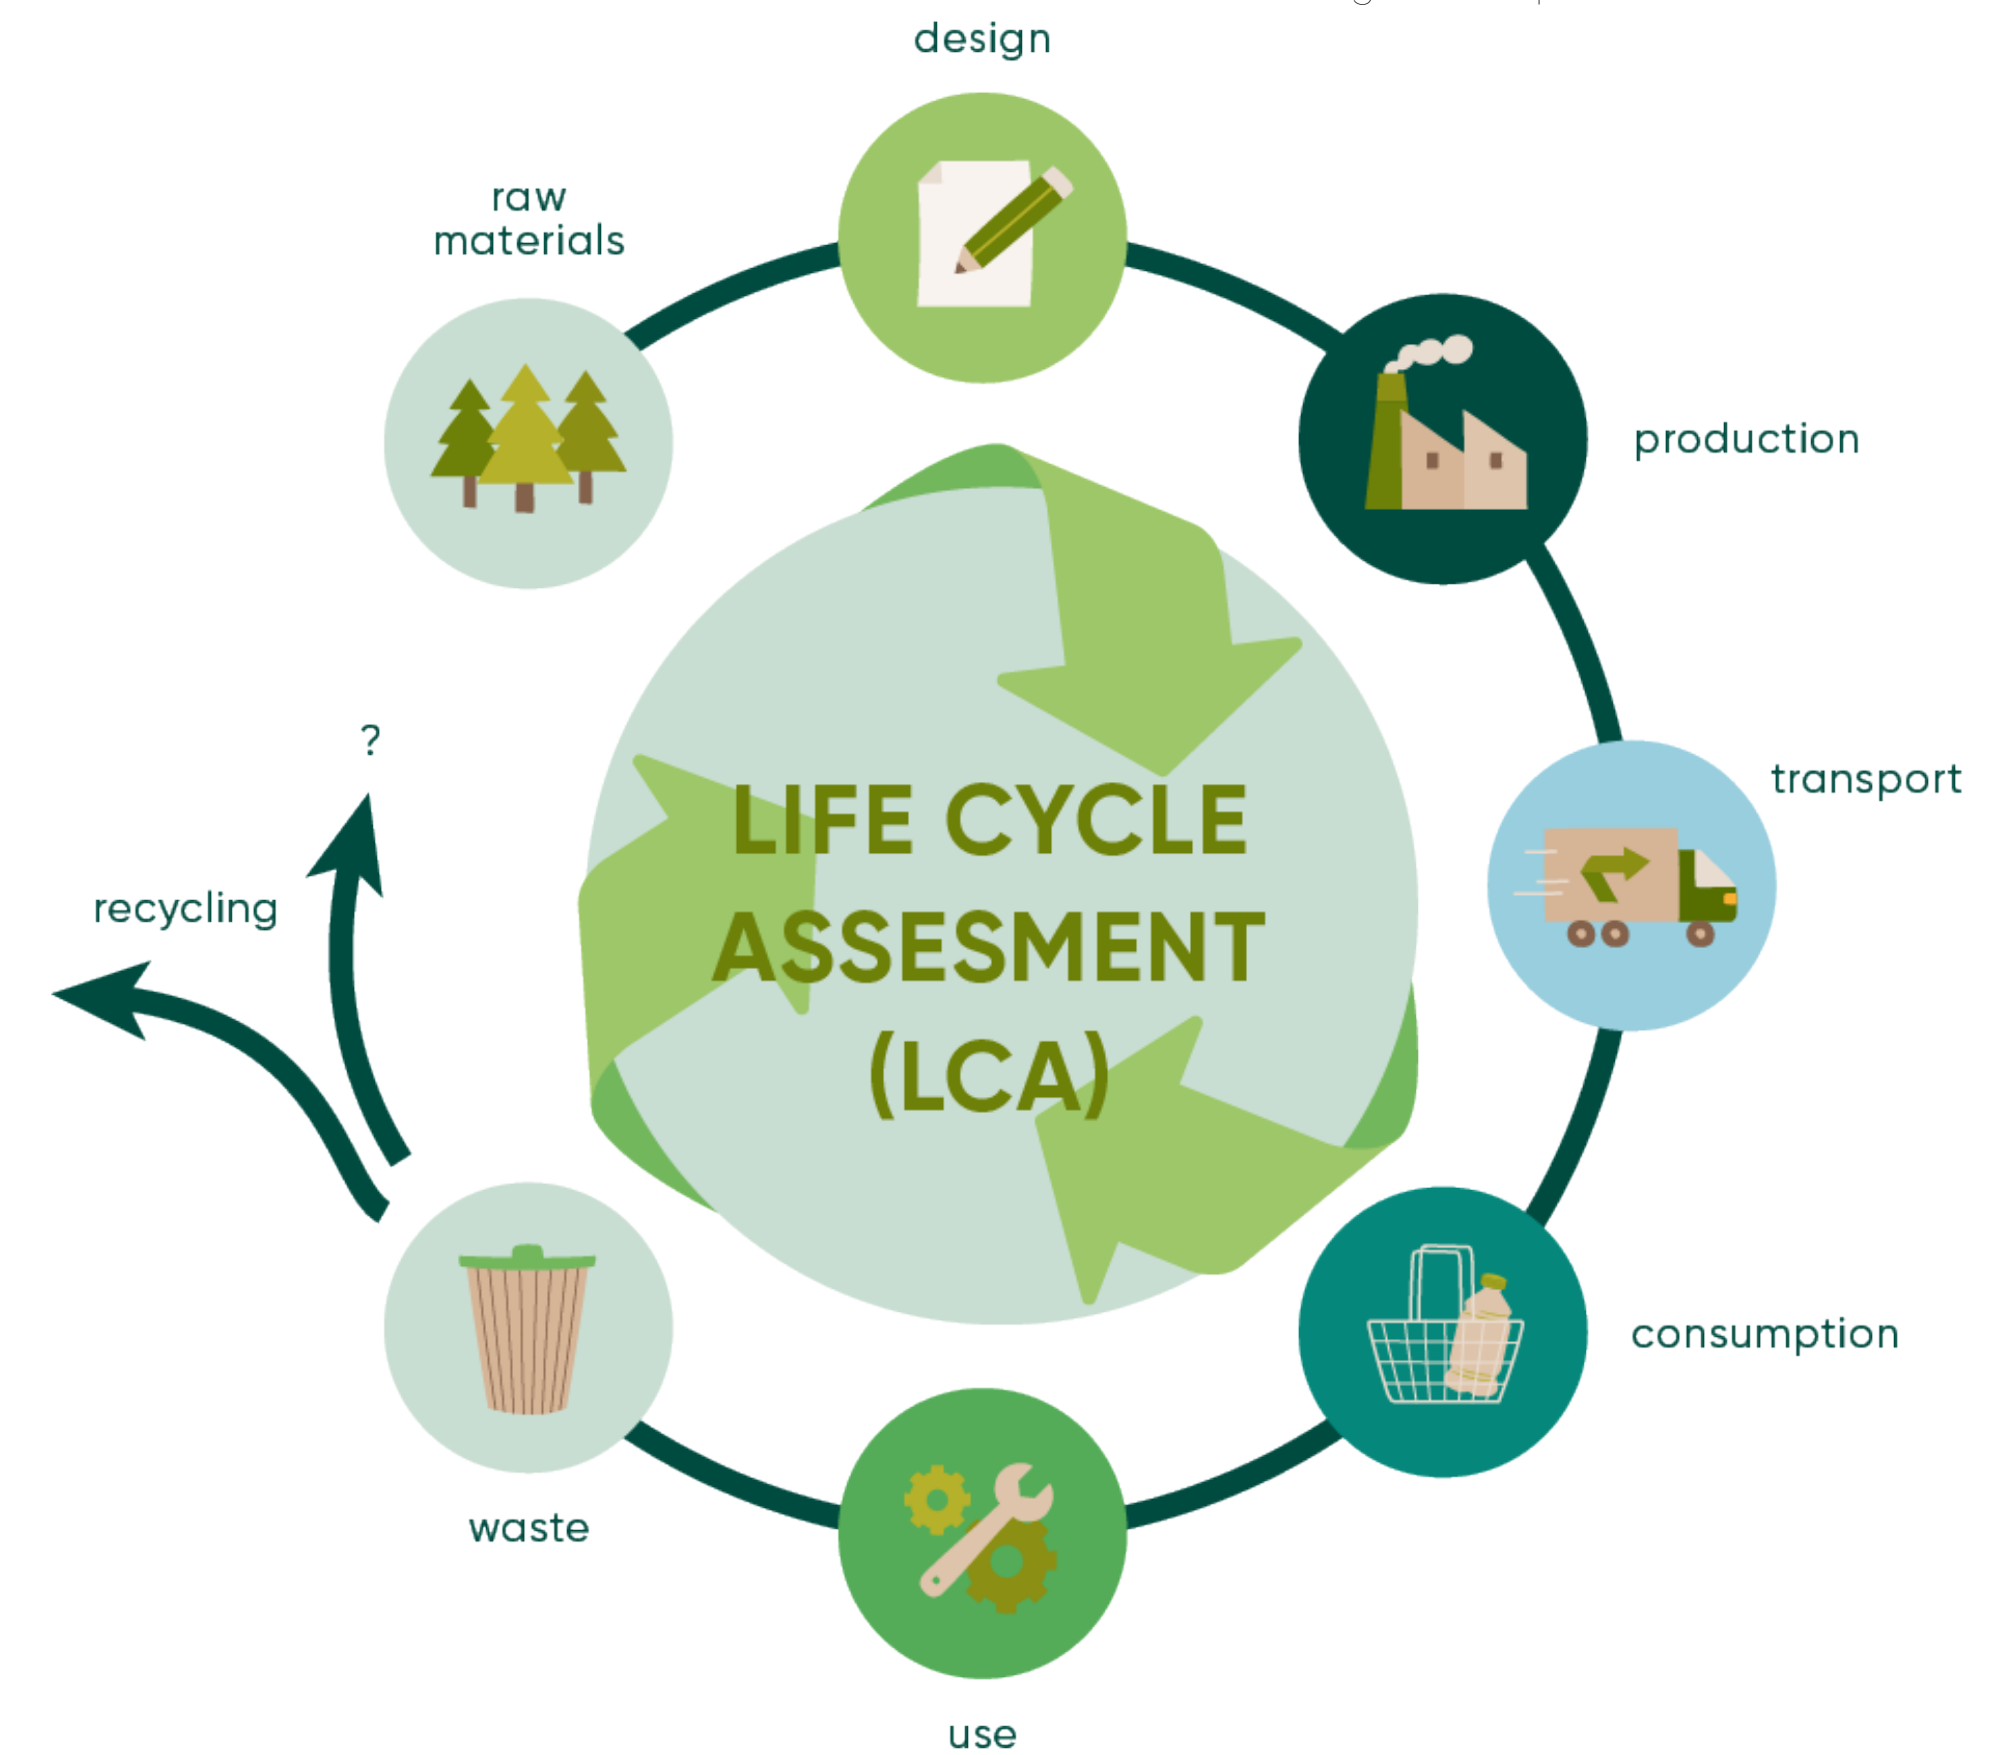 design
raw
materials
production
?
transport
LIFE CYCLE
recycling
ASSESMENT
(LCA)
consumption
waste
use